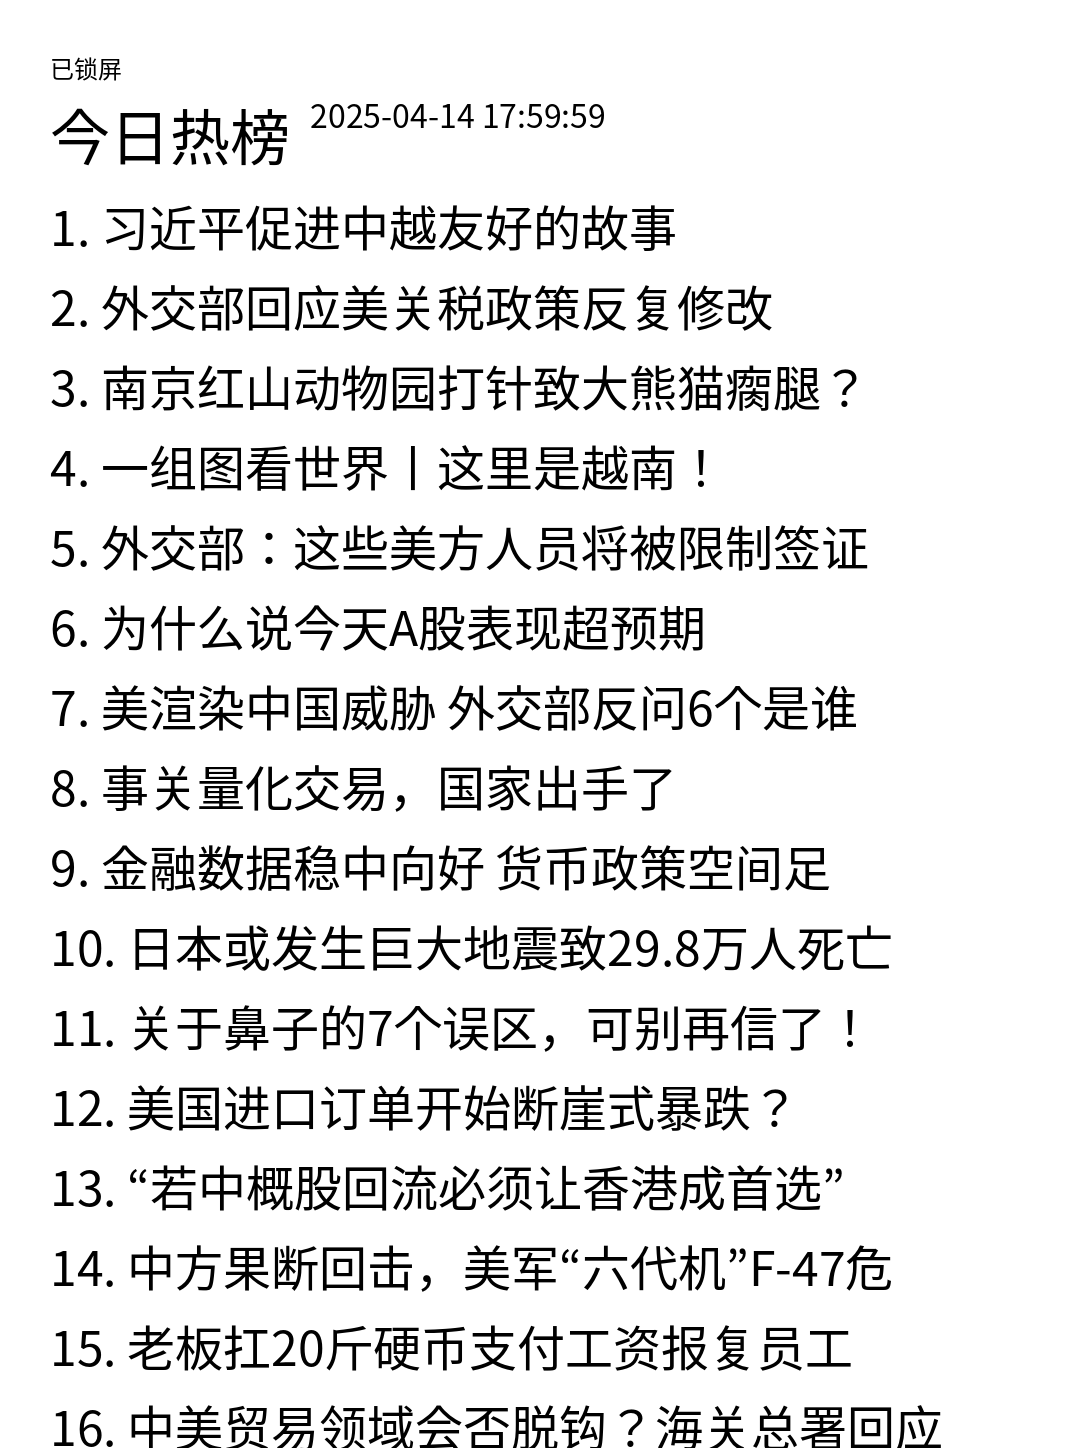 已锁屏
今日热榜 2025-04-14 17:59:59
1. 习近平促进中越友好的故事
2. 外交部回应美关税政策反复修改
3. 南京红山动物园打针致大熊猫瘸腿？
4. 一组图看世界丨这里是越南！
5. 外交部：这些美方人员将被限制签证
6. 为什么说今天A股表现超预期
7. 美渲染中国威胁 外交部反问6个是谁
8. 事关量化交易，国家出手了
9. 金融数据稳中向好 货币政策空间足
10. 日本或发生巨大地震致29.8万人死亡
11. 关于鼻子的7个误区，可别再信了！
12. 美国进口订单开始断崖式暴跌？
13. “若中概股回流必须让香港成首选”
14. 中方果断回击，美军“六代机”F-47危
15. 老板扛20斤硬币支付工资报复员工
16. 中美贸易领域会否脱钩？海关总署回应